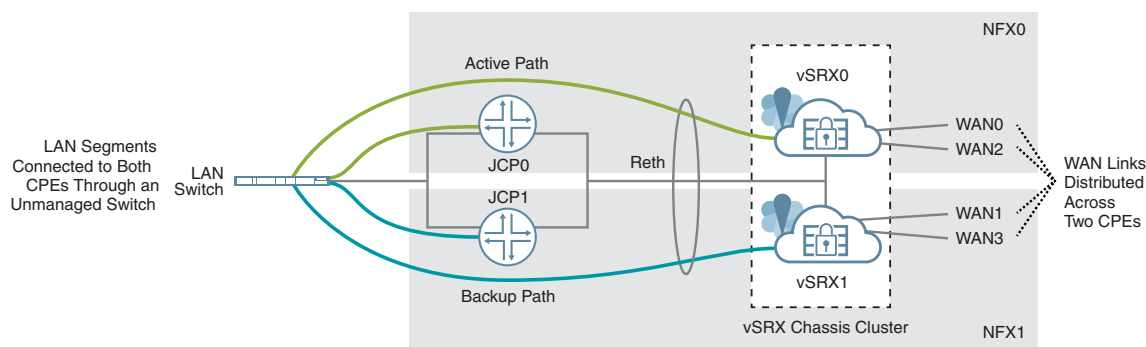 NFX0
Active Path
vSRX0
JCP0
LAN Segments
Connected to Both
CPEs Through an
Unmanaged Switch
LAN
Switch
Reth
WAN0
WAN2
WAN Links
Distributed
Across
Two CPEs
JCP1
WAN1
WAN3
Backup Path
vSRX1
vSRX Chassis Cluster
NFX1